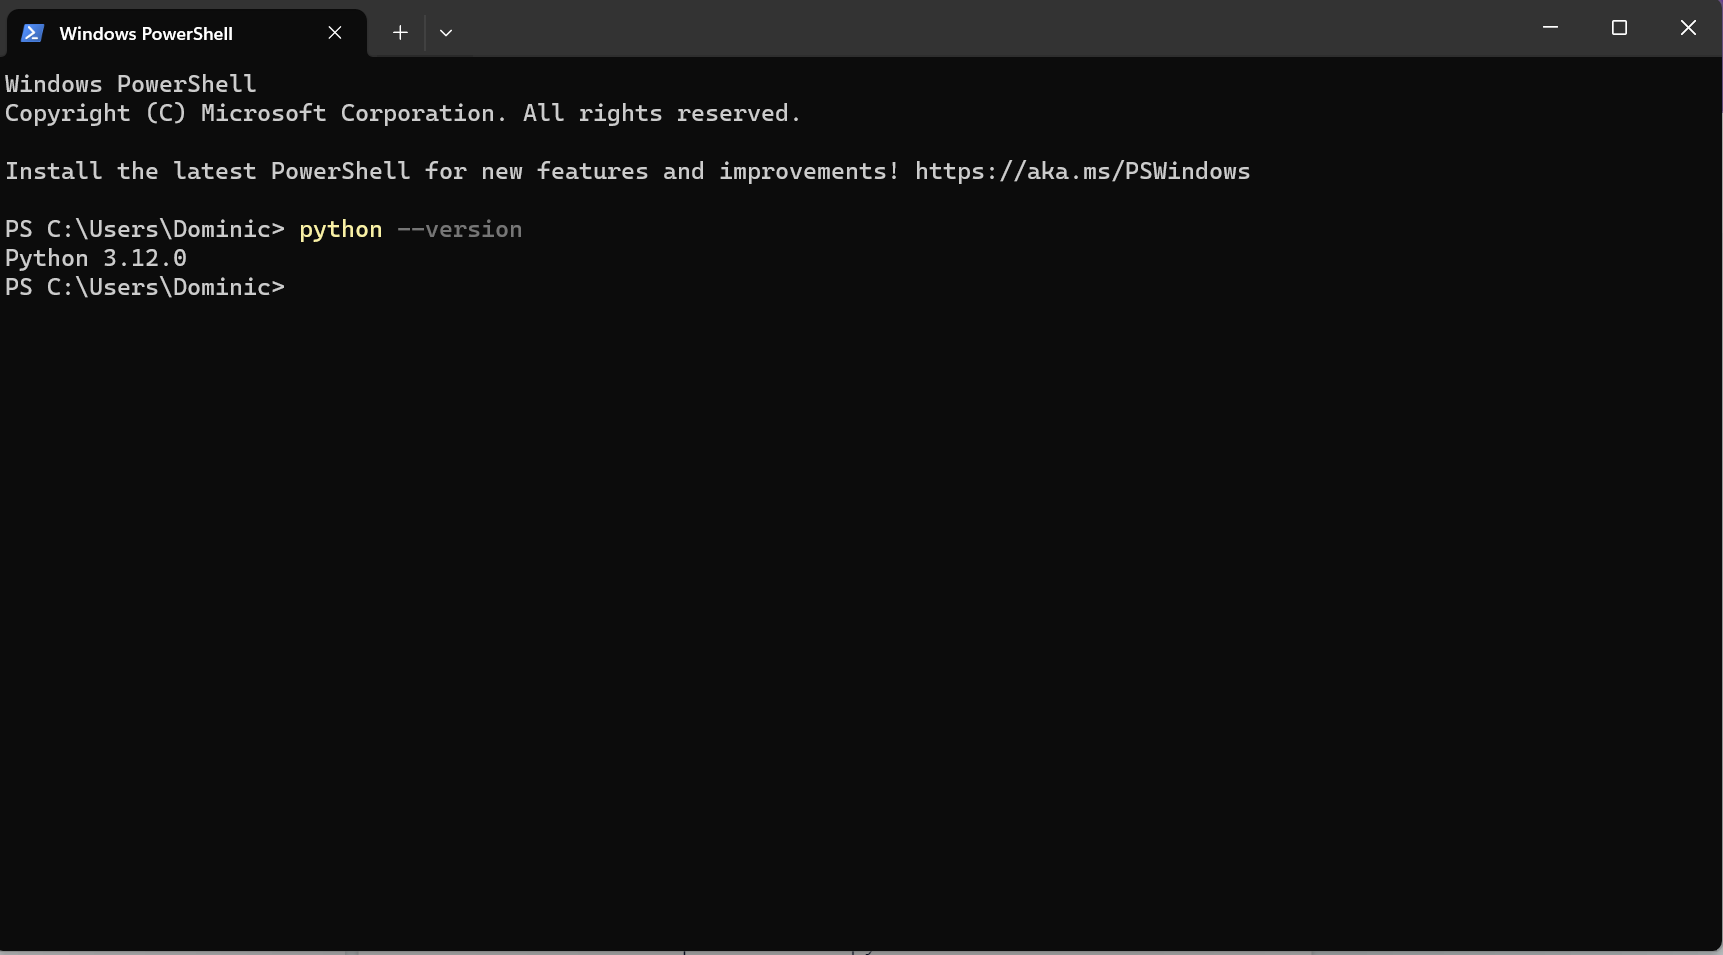 Windows PowerShell
Windows PowerShell
Copyright (C) Microsoft Corporation. All rights reserved.
Install the latest PowerShell for new features and improvements! https://aka.ms/PSWindows
PS C:\Users\Dominic> python --version
Python 3.12.0
PS C:\Users\Dominic>